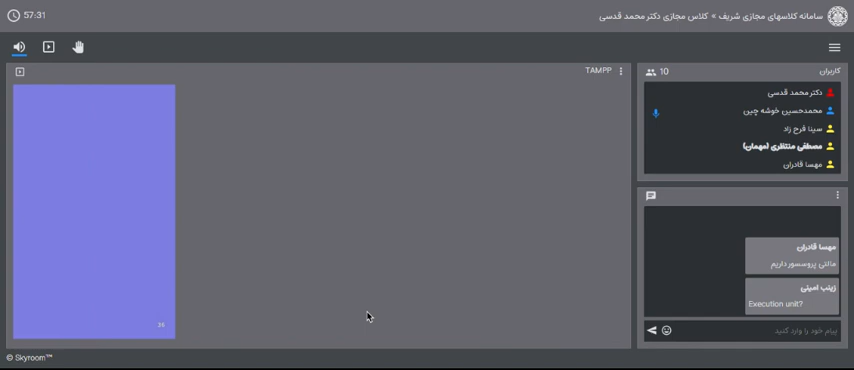 57:31
سامانه کلاسهای مجازی شریف » کلاس مجازی دکتر محمد قدسی
TAMPP
کاربران
10
دکتر محمد قدسی
محمدحسین خوشه چین
سینا فرح زاد
مصطفی منتظری (مهمان)
مهسا قادران
مهسا قادران
مالتی پروسسور داریم
زینب امینی
Execution unit?
پیام خود را وارد کنید
© Skyroom™